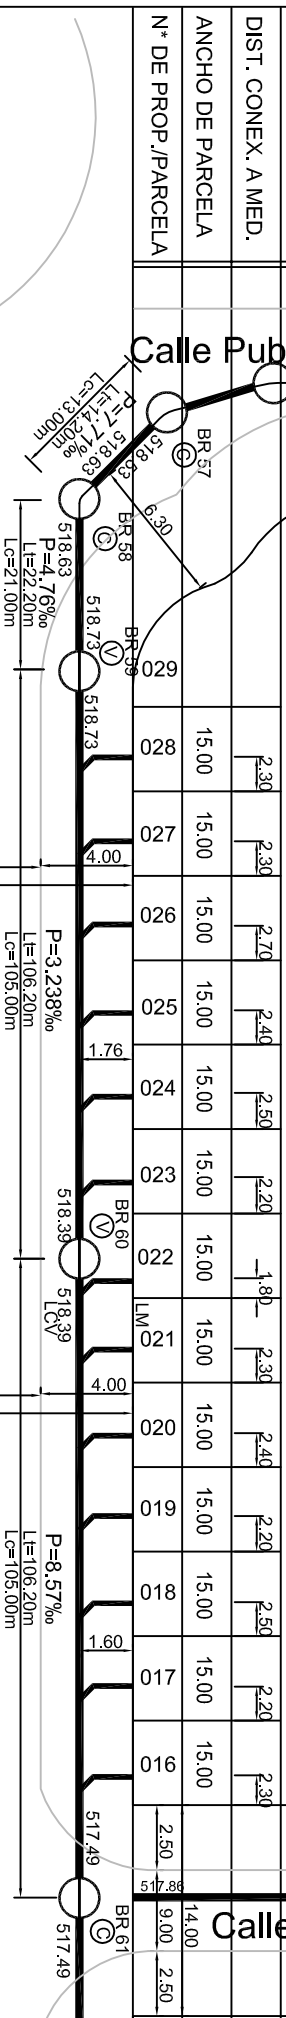 N* DE PROP./PARCELA
ANCHO DE PARCELA
DIST. CONEX. A MED.
Calle Pub
BR 57
C
518.53
518.63
P=7.71‰
Lt=14.20m
Lc=13.00m
6.30
BR 58
C
518.63
P=4.76‰
Lt=22.20m
Lc=21.00m
518.73
BR 59
V
518.73
029
028 15.00 2.30
027 15.00 2.30
4.00
026 15.00 2.70
P=3.238‰
Lt=106.20m
Lc=105.00m
025 15.00 2.40
1.76
024 15.00 2.50
023 15.00 2.20
518.39
BR 60
V
022 15.00 1.80
518.39
LCV
LM
021 15.00 2.30
4.00
020 15.00 2.40
019 15.00 2.20
P=8.57‰
Lt=106.20m
Lc=105.00m
018 15.00 2.50
1.60
017 15.00 2.20
016 15.00 2.30
517.49
2.50
517.86
9.00
14.00
Calle
BR 61
C
517.49
2.50